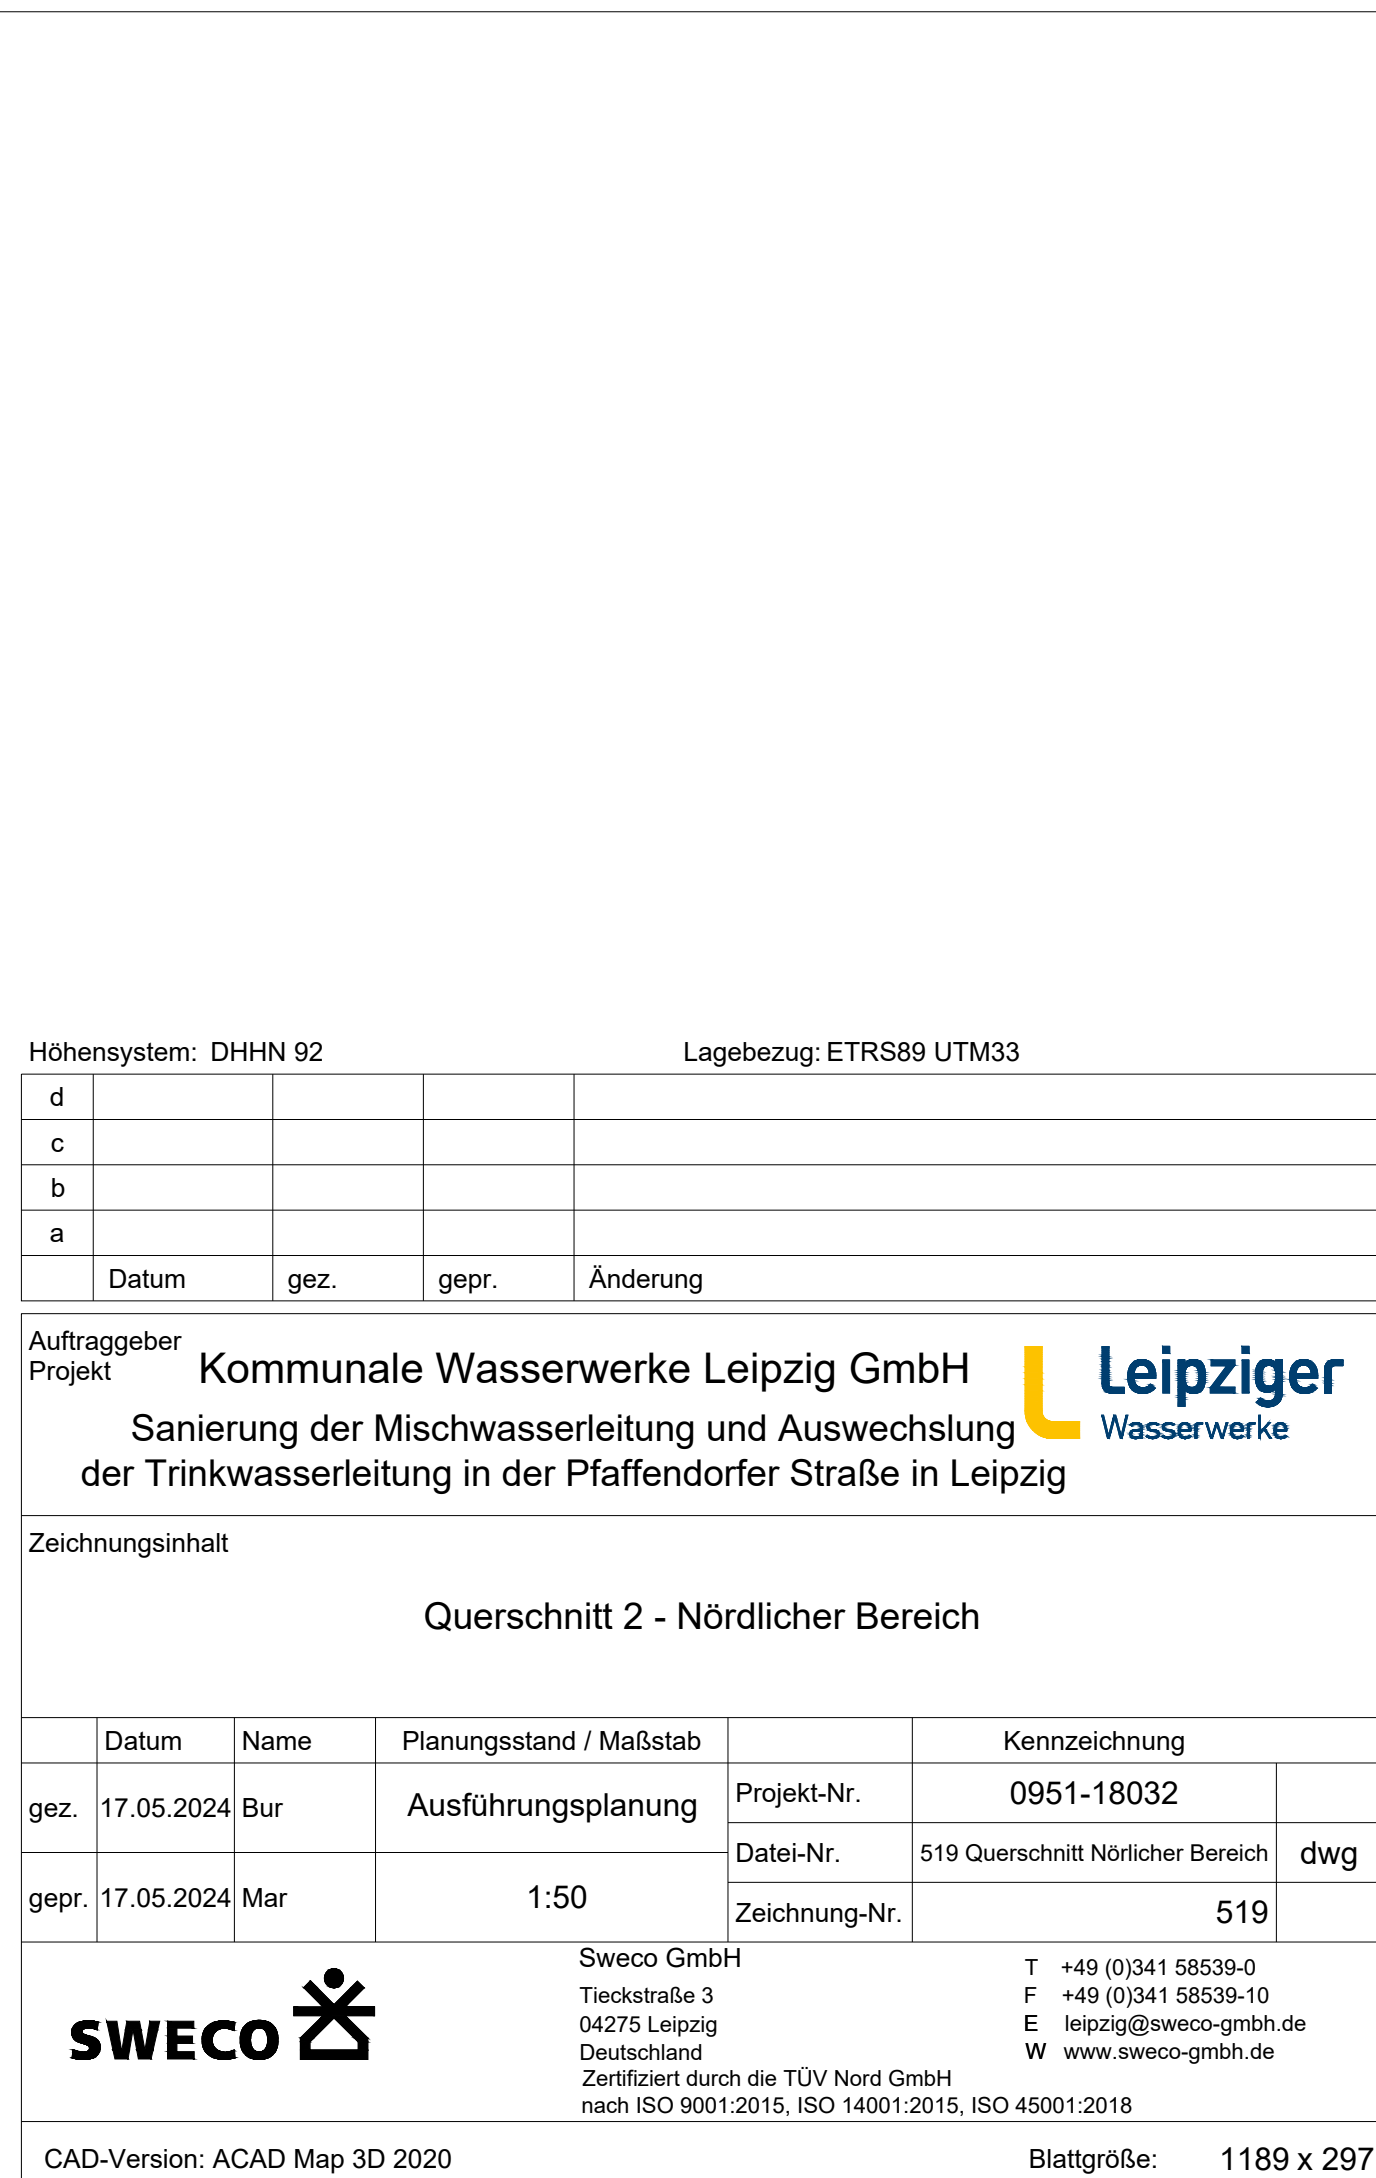 Höhensystem: DHHN 92 Lagebezug: ETRS89 UTM33
d
c
b
a
Datum gez. gepr. Änderung
Auftraggeber
Projekt
Kommunale Wasserwerke Leipzig GmbH
Sanierung der Mischwasserleitung und Auswechslung
der Trinkwasserleitung in der Pfaffendorfer Straße in Leipzig
Leipziger
Wasserwerke
Zeichnungsinhalt
Querschnitt 2 - Nördlicher Bereich
Datum Name Planungsstand / Maßstab Kennzeichnung
gez. 17.05.2024 Bur Ausführungsplanung
gepr. 17.05.2024 Mar 1:50
Projekt-Nr. 0951-18032
Datei-Nr. 519 Querschnitt Nörlicher Bereich dwg
Zeichnung-Nr. 519
SWECO
Sweco GmbH
Tieckstraße 3
04275 Leipzig
Deutschland
Zertifiziert durch die TÜV Nord GmbH
nach ISO 9001:2015, ISO 14001:2015, ISO 45001:2018
T +49 (0)341 58539-0
F +49 (0)341 58539-10
E leipzig@sweco-gmbh.de
W www.sweco-gmbh.de
CAD-Version: ACAD Map 3D 2020 Blattgröße: 1189 x 297